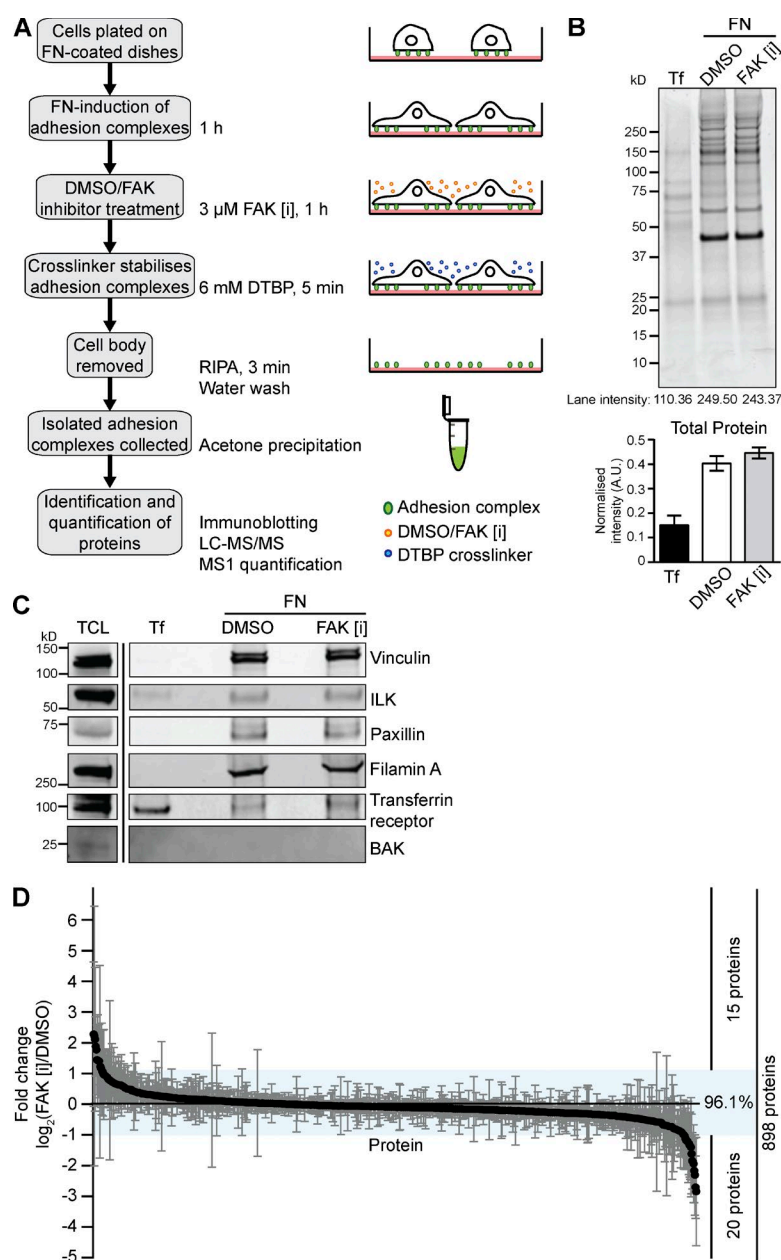 A
Cells plated on
FN-coated dishes
FN-induction of
adhesion complexes
1 h
DMSO/FAK
inhibitor treatment
3 µM FAK [i], 1 h
Crosslinker stabilises
adhesion complexes
6 mM DTBP, 5 min
Cell body
removed
RIPA, 3 min
Water wash
Isolated adhesion
complexes collected
Acetone precipitation
Identification and
quantification of
proteins
Immunoblotting
LC-MS/MS
MS1 quantification
Adhesion complex
DMSO/FAK [i]
DTBP crosslinker
B
FN
kD
Tf
DMSO
FAK [i]
250
150
100
75
50
37
25
20
15
10
Lane intensity: 110.36 249.50 243.37
Total Protein
Normalised
intensity (A.U.)
0.5
0.4
0.3
0.2
0.1
0
Tf
DMSO
FAK [i]
C
FN
kD
TCL
Tf
DMSO
FAK [i]
150
100
Vinculin
50
ILK
75
Paxillin
250
Filamin A
100
Transferrin
receptor
25
BAK
D
Fold change
log2(FAK [i]/DMSO)
6
5
4
3
2
1
0
-1
-2
-3
-4
-5
Protein
15 proteins
96.1%
20 proteins
898 proteins